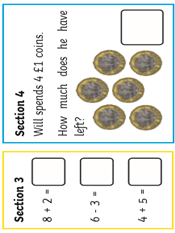 Section 3
8 + 2 =
6 - 3 =
4 + 5 =
Section 4
Will spends 4 £1 coins.
How much does he have
left?